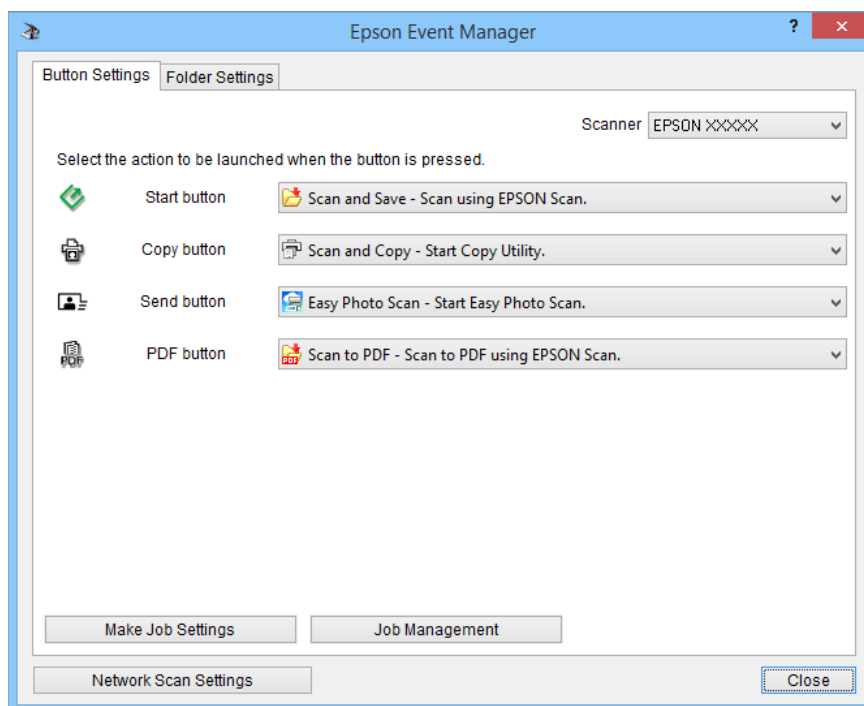 Epson Event Manager ? ×
Button Settings Folder Settings
Scanner EPSON XXXXX
Select the action to be launched when the button is pressed.
Start button Scan and Save - Scan using EPSON Scan.
Copy button Scan and Copy - Start Copy Utility.
Send button Easy Photo Scan - Start Easy Photo Scan.
PDF PDF button PDF Scan to PDF - Scan to PDF using EPSON Scan.
Make Job Settings Job Management
Network Scan Settings Close